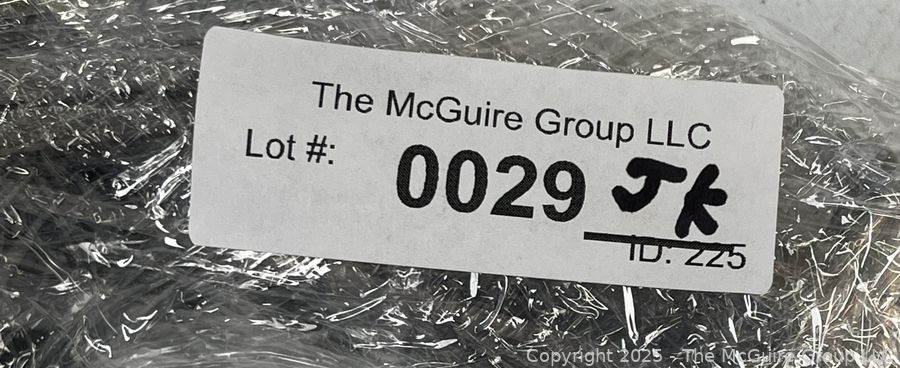 The McGuire Group LLC
Lot #:
0029 JK
ID: 225
Copyright 2025 - The McGuire Group LLC